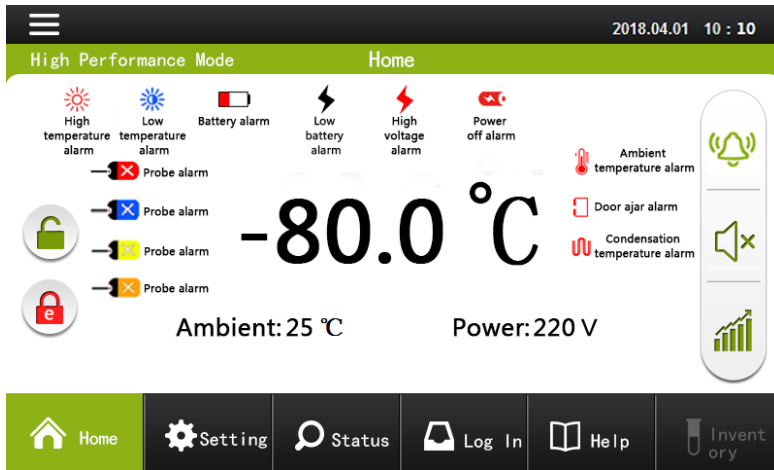 2018.04.01 10 : 10
High Performance Mode Home
High
temperature
alarm
Low
temperature
alarm
Battery alarm
Low
battery
alarm
High
voltage
alarm
Power
off alarm
Probe alarm
Probe alarm
Probe alarm
Probe alarm
-80.0 ℃
Ambient
temperature alarm
Door ajar alarm
Condensation
temperature alarm
e
Ambient: 25 ℃
Power: 220 V
Home
Setting
Status
Log In
Help
Invent
ory